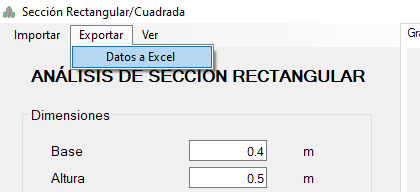 Sección Rectangular/Cuadrada
Importar Exportar Ver
Datos a Excel
ANÁLISIS DE SECCION RECTANGULAR
Dimensiones
Base 0.4 m
Altura 0.5 m